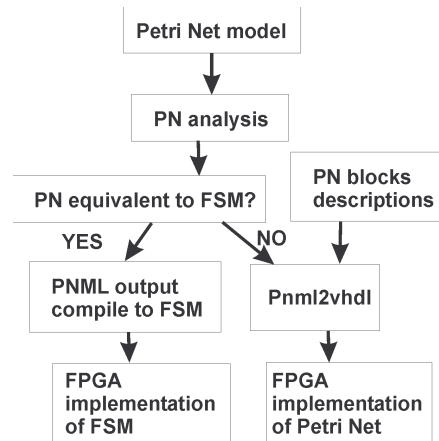 Petri Net model
PN analysis
PN equivalent to FSM?
PN blocks
descriptions
YES
NO
PNML output
compile to FSM
Pnml2vhdl
FPGA
implementation
of FSM
FPGA
implementation
of Petri Net